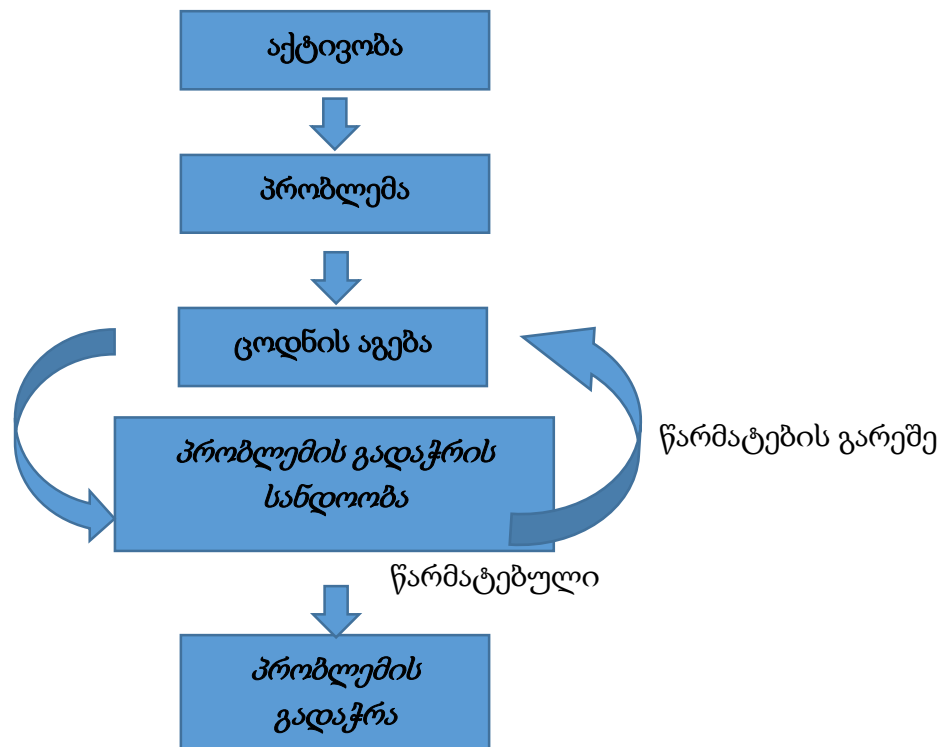 აქტივობა
პრობლემა
ცოდნის აგება
პრობლემის გადაჭრის
სანდოობა
წარმატების გარეშე
წარმატებული
პრობლემის
გადაჭრა